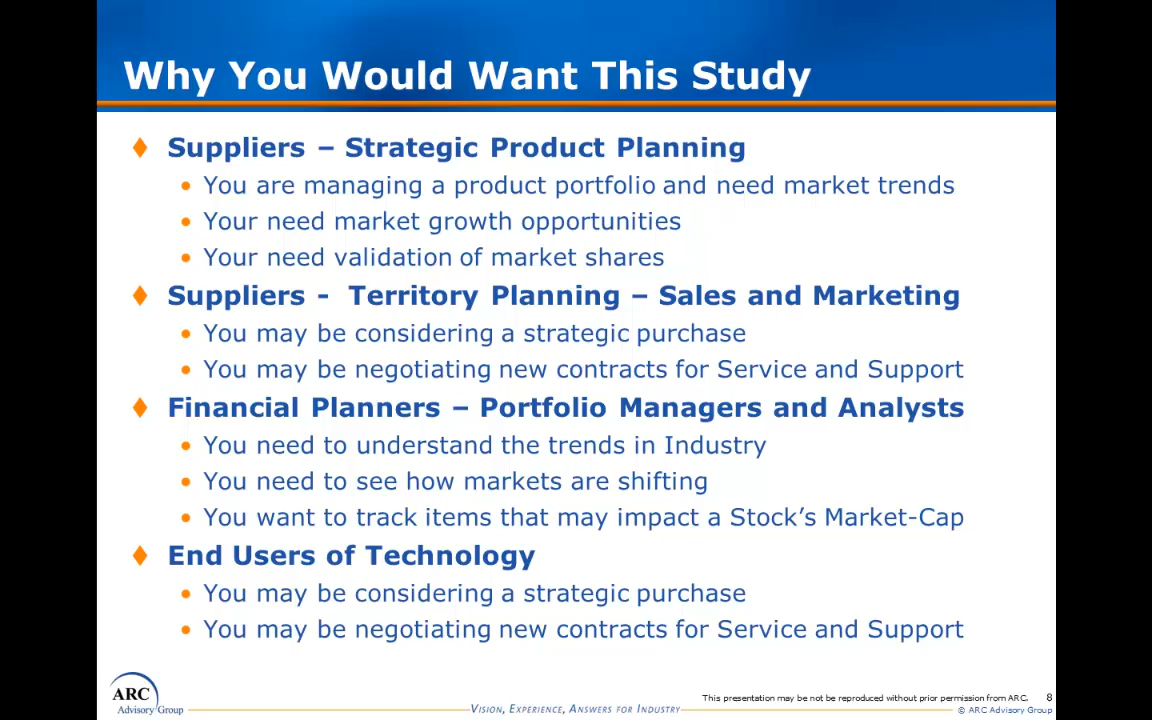 Why You Would Want This Study
Suppliers – Strategic Product Planning
You are managing a product portfolio and need market trends
Your need market growth opportunities
Your need validation of market shares
Suppliers -  Territory Planning – Sales and Marketing
You may be considering a strategic purchase
You may be negotiating new contracts for Service and Support
Financial Planners – Portfolio Managers and Analysts
You need to understand the trends in Industry
You need to see how markets are shifting
You want to track items that may impact a Stock's Market-Cap
End Users of Technology
You may be considering a strategic purchase
You may be negotiating new contracts for Service and Support
ARC
Advisory Group
VISION, EXPERIENCE, ANSWERS FOR INDUSTRY
This presentation may be not be reproduced without prior permission from ARC. 8
© ARC Advisory Group